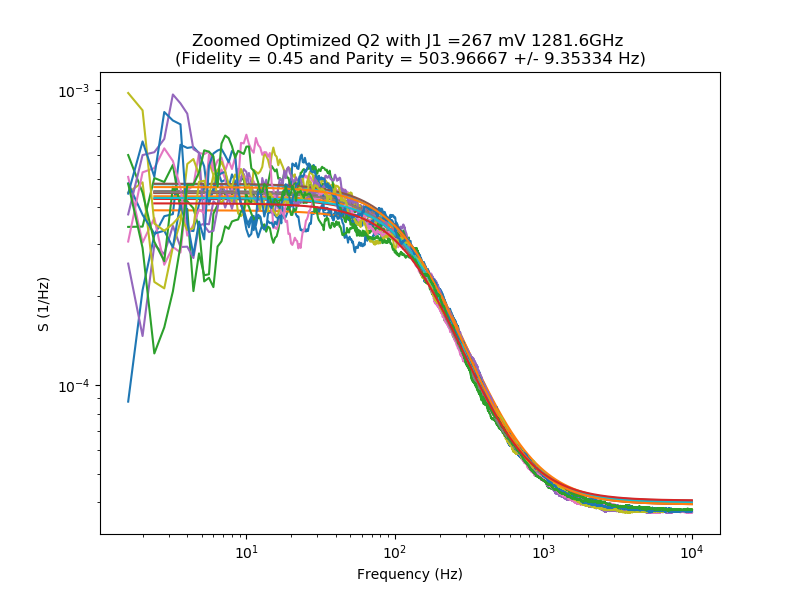 Zoomed Optimized Q2 with J1 =267 mV 1281.6GHz
(Fidelity = 0.45 and Parity = 503.96667 +/- 9.35334 Hz)
10⁻³
10⁻⁴
S (1/Hz)
10¹ 10² 10³ 10⁴
Frequency (Hz)